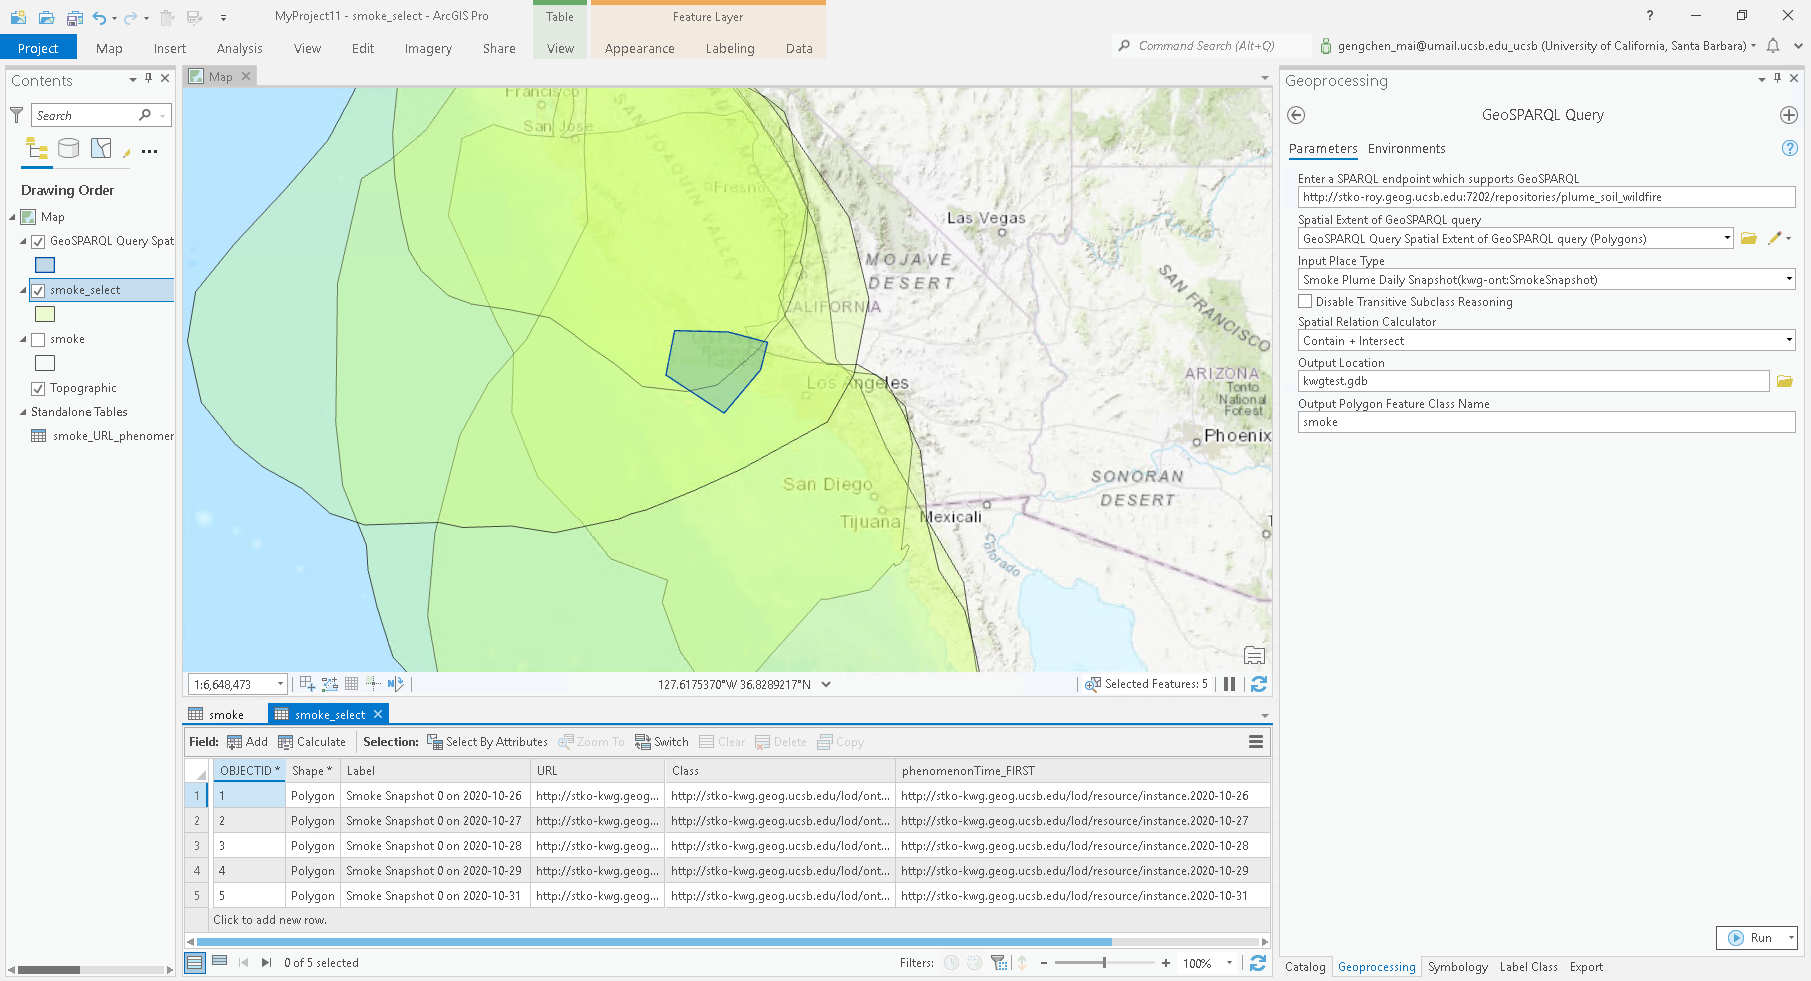 MyProject11 - smoke_select - ArcGIS Pro
Table
Feature Layer
?
Project
Map
Insert
Analysis
View
Edit
Imagery
Share
View
Appearance
Labeling
Data
Command Search (Alt+Q)
gengchen_mai@umail.ucsb.edu_ucsb (University of California, Santa Barbara)
Contents
Search
Drawing Order
Map
GeoSPARQL Query Spat
smoke_select
smoke
Topographic
Standalone Tables
smoke_URL_phenomer
Map
Francisco
San Jose
SAN JOAQUIN VALLEY
Fresno
Las Vegas
MOJAVE
DESERT
CALIFORNIA
SAN FRANCISCO
Los Angeles
ARIZONA
Tonto
National
Forest
Phoenix
San Diego
SONORAN
DESERT
Tijuana
Mexicali
Colorado
1:6,648,473
127.6175370°W 36.8289217°N
Selected Features: 5
smoke
smoke_select
Field:
Add
Calculate
Selection:
Select By Attributes
Zoom To
Switch
Clear
Delete
Copy
OBJECTID * Shape * Label URL Class phenomenonTime_FIRST
1 1 Polygon Smoke Snapshot 0 on 2020-10-26 http://stko-kwg.geog... http://stko-kwg.geog.ucsb.edu/lod/ont... http://stko-kwg.geog.ucsb.edu/lod/resource/instance.2020-10-26
2 2 Polygon Smoke Snapshot 0 on 2020-10-27 http://stko-kwg.geog... http://stko-kwg.geog.ucsb.edu/lod/ont... http://stko-kwg.geog.ucsb.edu/lod/resource/instance.2020-10-27
3 3 Polygon Smoke Snapshot 0 on 2020-10-28 http://stko-kwg.geog... http://stko-kwg.geog.ucsb.edu/lod/ont... http://stko-kwg.geog.ucsb.edu/lod/resource/instance.2020-10-28
4 4 Polygon Smoke Snapshot 0 on 2020-10-29 http://stko-kwg.geog... http://stko-kwg.geog.ucsb.edu/lod/ont... http://stko-kwg.geog.ucsb.edu/lod/resource/instance.2020-10-29
5 5 Polygon Smoke Snapshot 0 on 2020-10-31 http://stko-kwg.geog... http://stko-kwg.geog.ucsb.edu/lod/ont... http://stko-kwg.geog.ucsb.edu/lod/resource/instance.2020-10-31
Click to add new row.
0 of 5 selected
Filters:
100%
Geoprocessing
GeoSPARQL Query
Parameters
Environments
?
Enter a SPARQL endpoint which supports GeoSPARQL
http://stko-roy.geog.ucsb.edu:7202/repositories/plume_soil_wildfire
Spatial Extent of GeoSPARQL query
GeoSPARQL Query Spatial Extent of GeoSPARQL query (Polygons)
Input Place Type
Smoke Plume Daily Snapshot(kwg-ont:SmokeSnapshot)
Disable Transitive Subclass Reasoning
Spatial Relation Calculator
Contain + Intersect
Output Location
kwgtest.gdb
Output Polygon Feature Class Name
smoke
Run
Catalog
Geoprocessing
Symbology
Label Class
Export